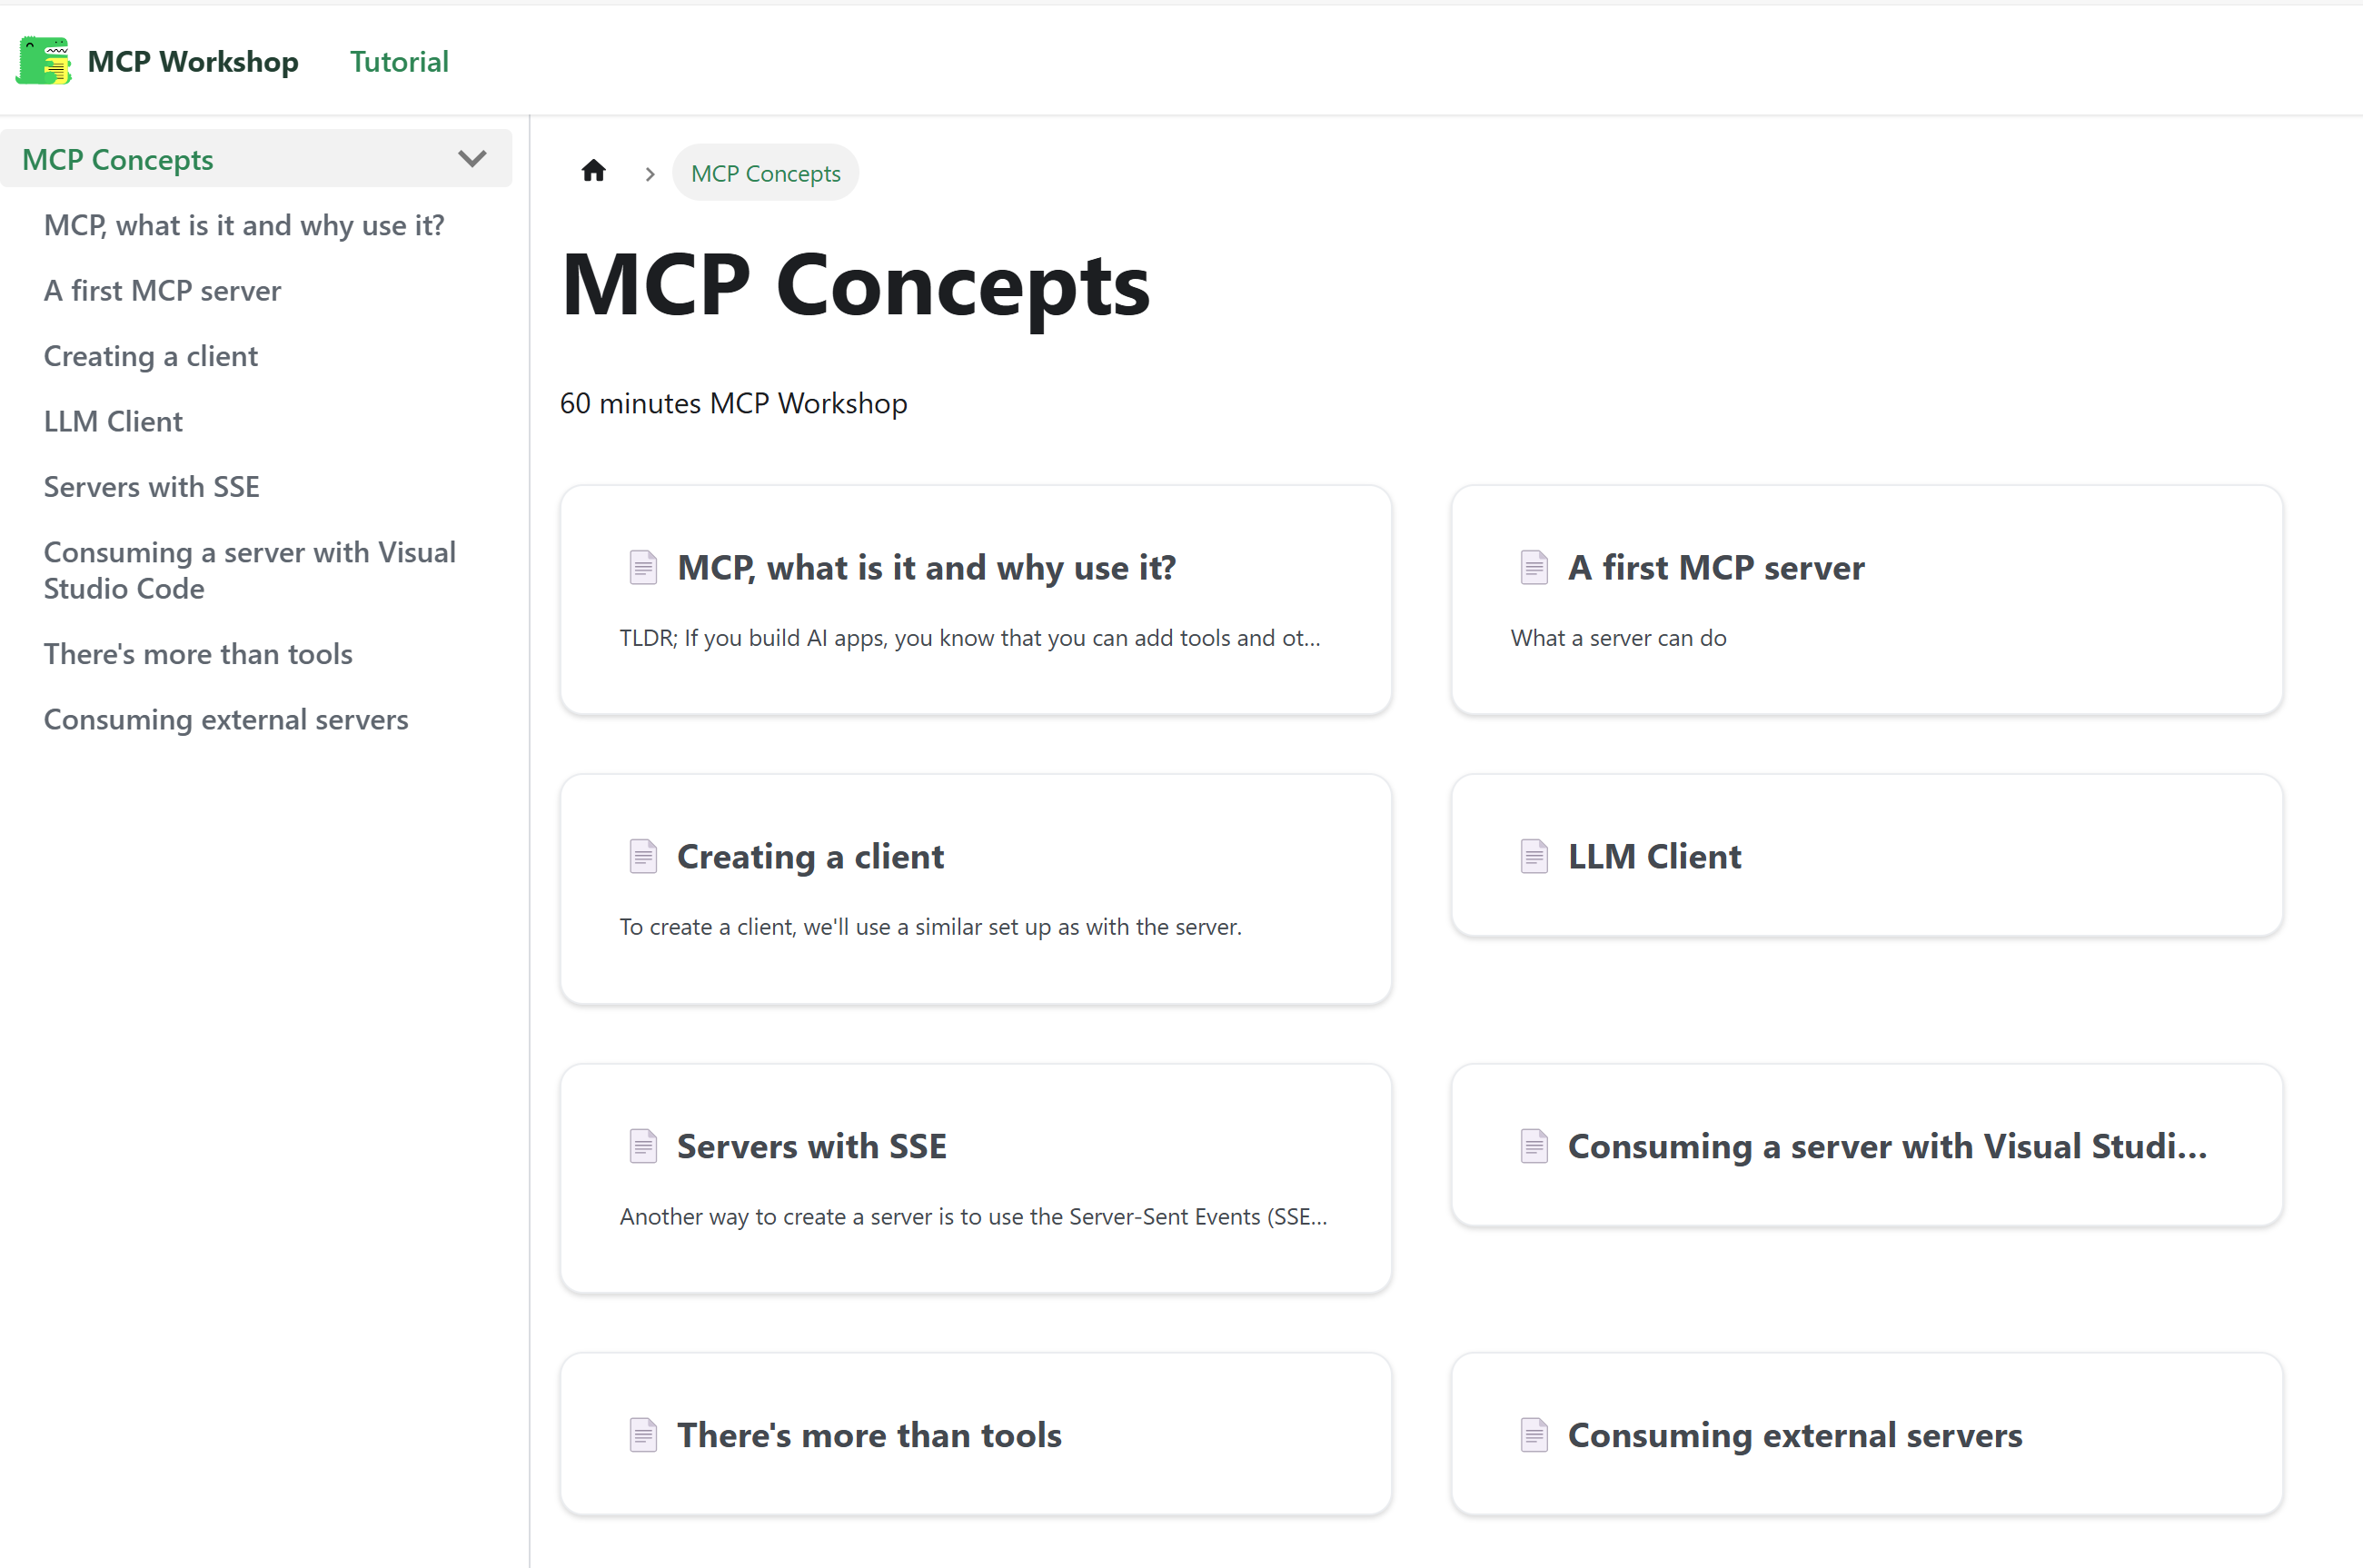 MCP Workshop
Tutorial
MCP Concepts
MCP, what is it and why use it?
A first MCP server
Creating a client
LLM Client
Servers with SSE
Consuming a server with Visual
Studio Code
There's more than tools
Consuming external servers
MCP Concepts
MCP Concepts
60 minutes MCP Workshop
MCP, what is it and why use it?
TLDR; If you build AI apps, you know that you can add tools and ot...
A first MCP server
What a server can do
Creating a client
To create a client, we'll use a similar set up as with the server.
LLM Client
Servers with SSE
Another way to create a server is to use the Server-Sent Events (SSE...
Consuming a server with Visual Studi...
There's more than tools
Consuming external servers